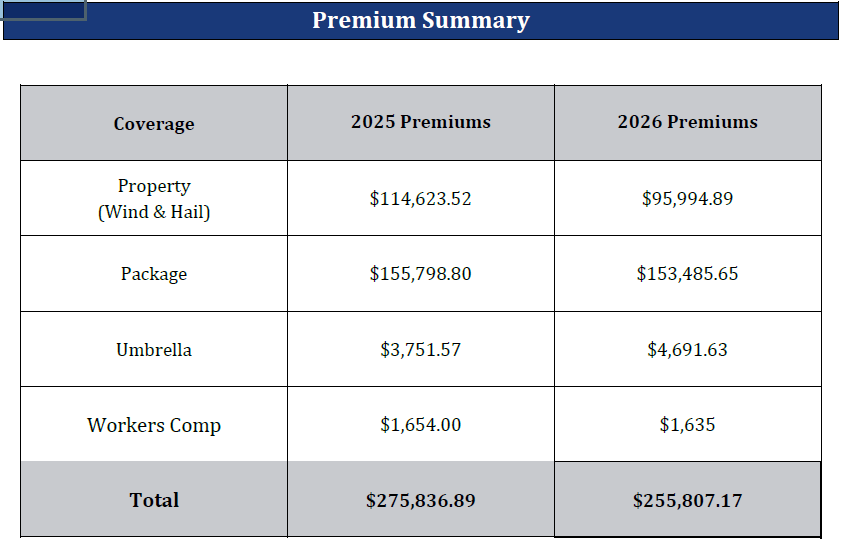 Premium Summary
Coverage
2025 Premiums
2026 Premiums
Property
(Wind & Hail)
$114,623.52
$95,994.89
Package
$155,798.80
$153,485.65
Umbrella
$3,751.57
$4,691.63
Workers Comp
$1,654.00
$1,635
Total
$275,836.89
$255,807.17